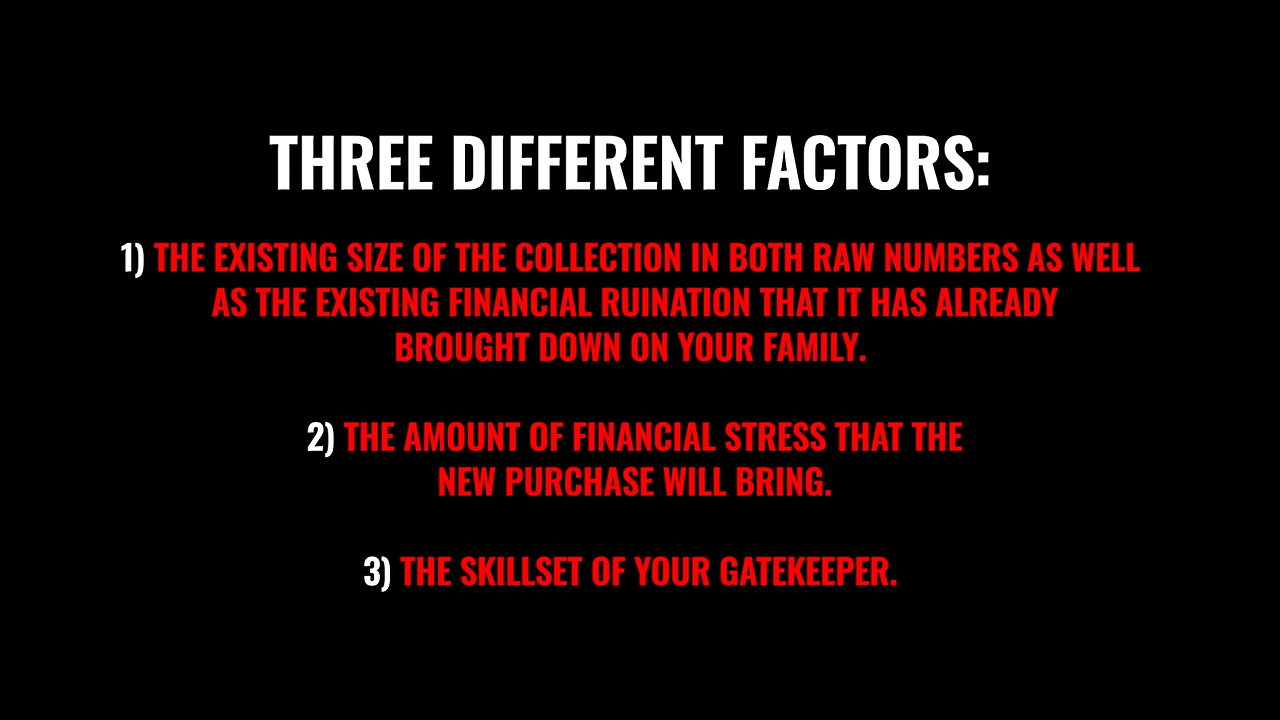 THREE DIFFERENT FACTORS:
1) THE EXISTING SIZE OF THE COLLECTION IN BOTH RAW NUMBERS AS WELL
AS THE EXISTING FINANCIAL RUINATION THAT IT HAS ALREADY
BROUGHT DOWN ON YOUR FAMILY.
2) THE AMOUNT OF FINANCIAL STRESS THAT THE
NEW PURCHASE WILL BRING.
3) THE SKILLSET OF YOUR GATEKEEPER.